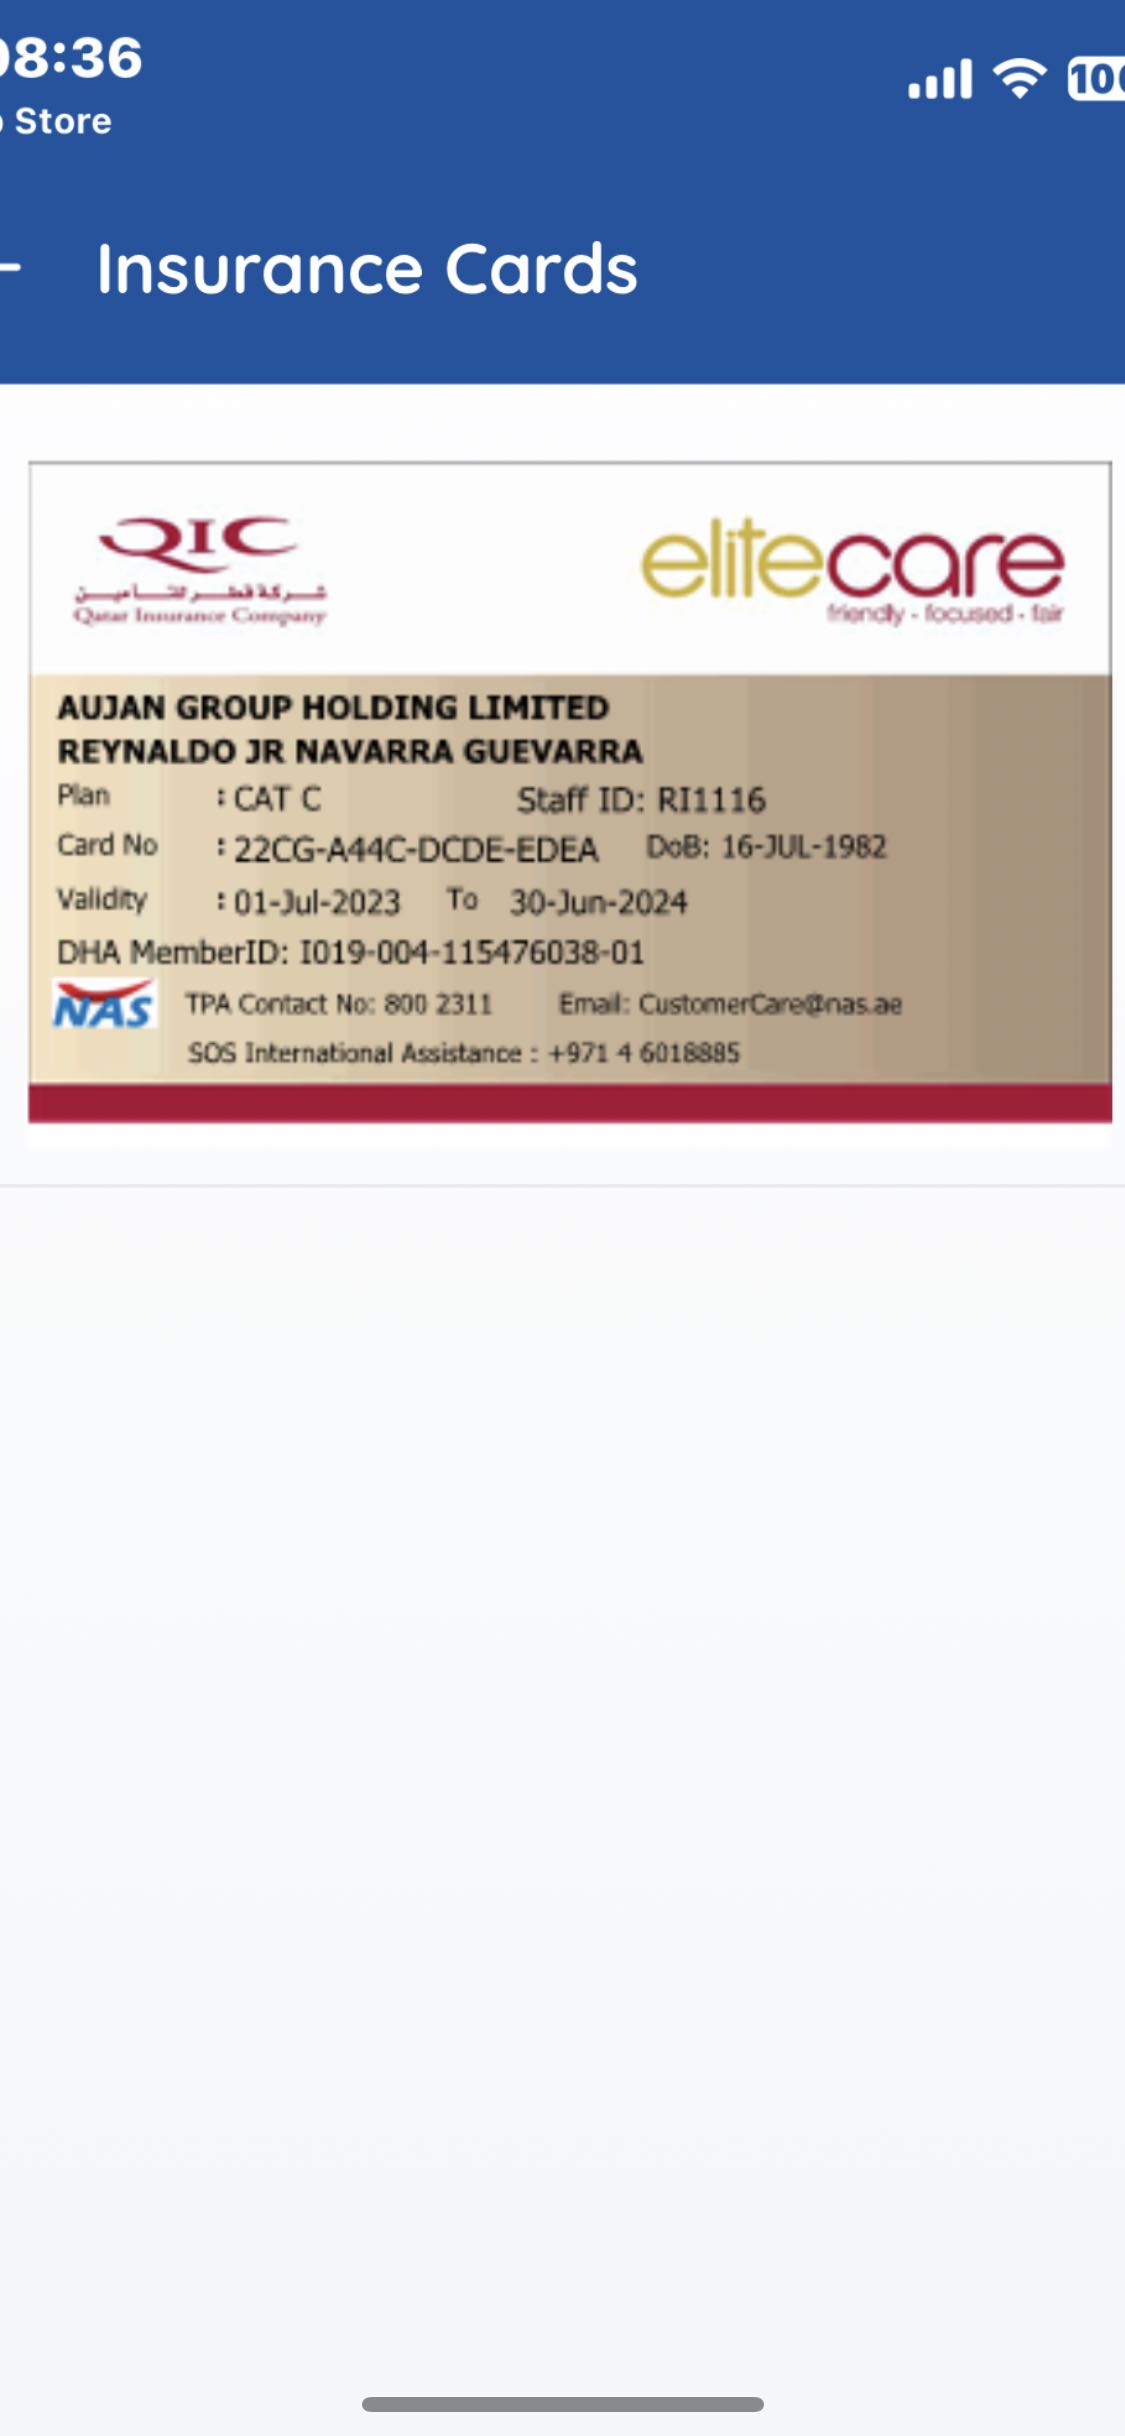 08:36
Store
Insurance Cards
QIC
شركة قطر للتأمين
Qatar Insurance Company
elitecare
friendly - focused - fair
AUJAN GROUP HOLDING LIMITED
REYNALDO JR NAVARRA GUEVARRA
Plan : CAT C Staff ID: RI1116
Card No : 22CG-A44C-DCDE-EDEA DoB: 16-JUL-1982
Validity : 01-Jul-2023 To 30-Jun-2024
DHA MemberID: I019-004-115476038-01
NAS TPA Contact No: 800 2311 Email: CustomerCare@nas.ae
SOS International Assistance : +971 4 6018885